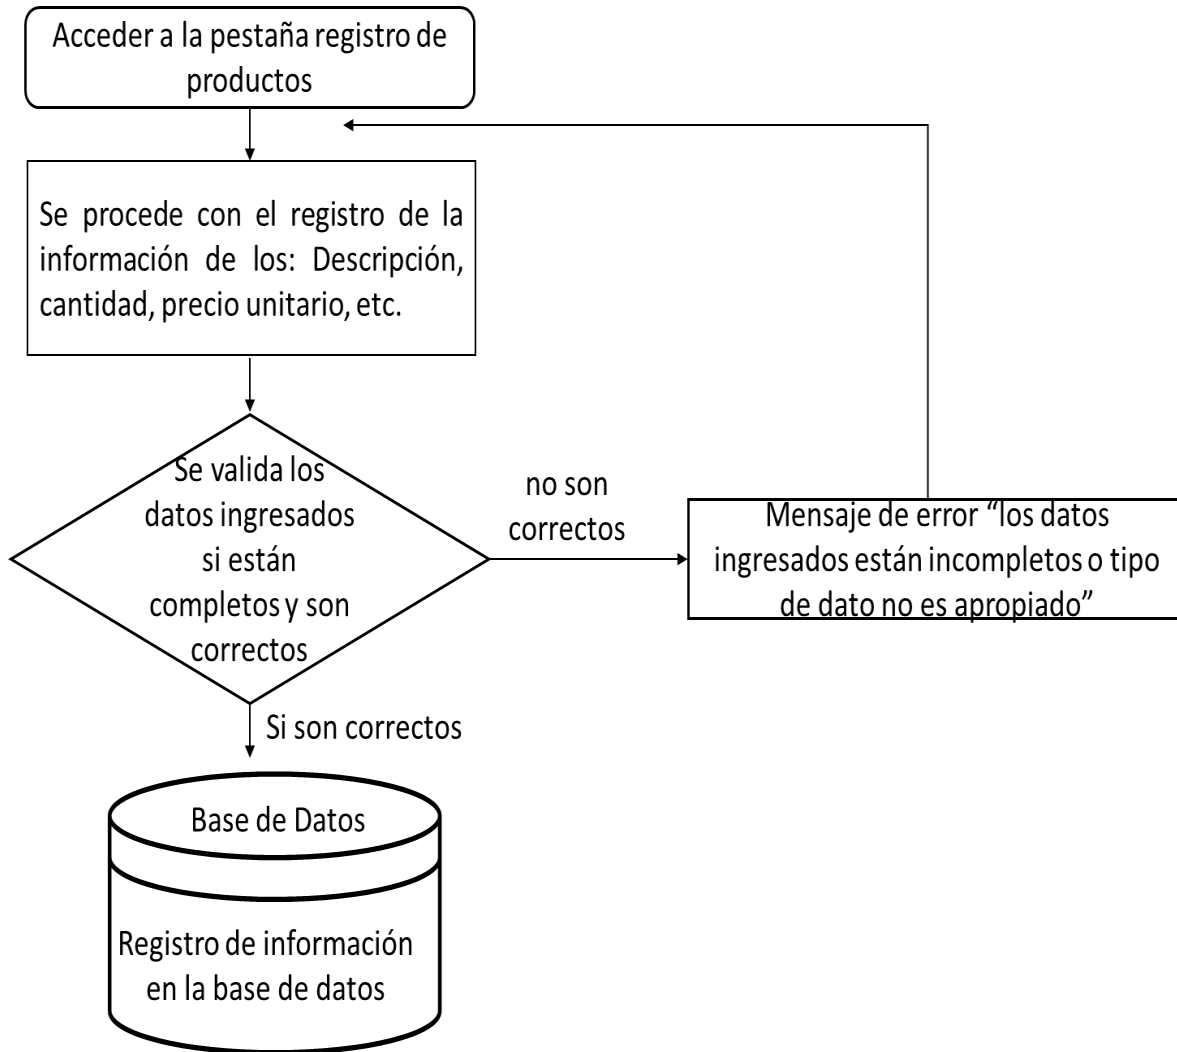 Acceder a la pestaña registro de
productos
Se procede con el registro de la
información de los: Descripción,
cantidad, precio unitario, etc.
Se valida los
datos ingresados
si están
completos y son
correctos
no son
correctos
Mensaje de error “los datos
ingresados están incompletos o tipo
de dato no es apropiado”
Si son correctos
Base de Datos
Registro de información
en la base de datos